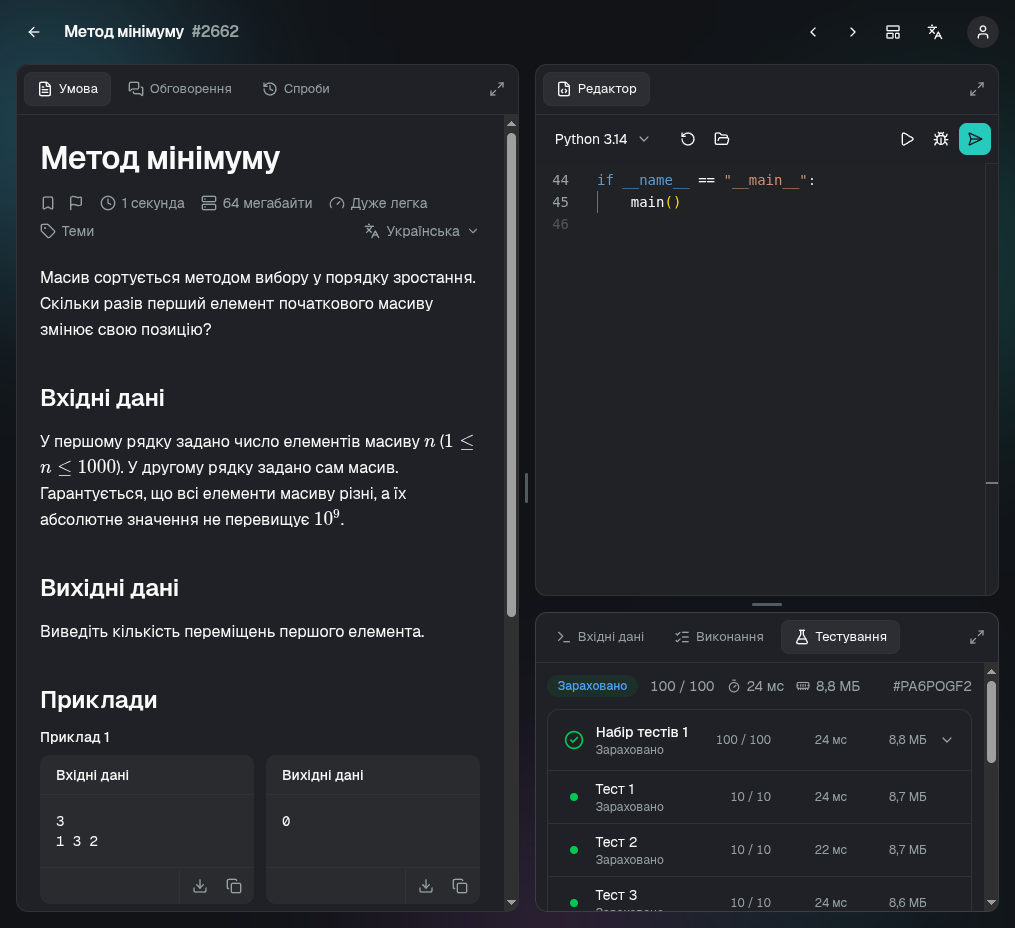 Метод мінімуму #2662
Умова Обговорення Спроби
Метод мінімуму
1 секунда 64 мегабайти Дуже легка
Теми Українська
Масив сортується методом вибору у порядку зростання.
Скільки разів перший елемент початкового масиву
змінює свою позицію?
Вхідні дані
У першому рядку задано число елементів масиву n (1 ≤
n ≤ 1000). У другому рядку задано сам масив.
Гарантується, що всі елементи масиву різні, а їх
абсолютне значення не перевищує 10⁹.
Вихідні дані
Виведіть кількість переміщень першого елемента.
Приклади
Приклад 1
Вхідні дані
3
1 3 2
Вихідні дані
0
Редактор
Python 3.14
44 if __name__ == "__main__":
45     main()
46
Вхідні дані Виконання Тестування
Зараховано 100 / 100 24 мс 8,8 МБ #PA6POGF2
Набір тестів 1 100 / 100 24 мс 8,8 МБ
Зараховано
Тест 1 10 / 10 24 мс 8,7 МБ
Зараховано
Тест 2 10 / 10 22 мс 8,7 МБ
Зараховано
Тест 3 10 / 10 24 мс 8,6 МБ
Зараховано